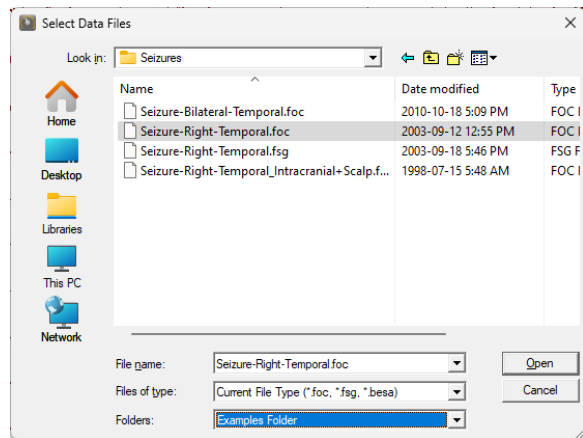 Select Data Files
Look in: Seizures
Name Date modified Type
Seizure-Bilateral-Temporal.foc 2010-10-18 5:09 PM FOC
Seizure-Right-Temporal.foc 2003-09-12 12:55 PM FOC
Seizure-Right-Temporal.fsg 2003-09-18 5:46 PM FSG F
Seizure-Right-Temporal_Intracranial+Scalp.f... 1998-07-15 5:48 AM FOC
Home
Desktop
Libraries
This PC
Network
File name: Seizure-Right-Temporal.foc Open
Files of type: Current File Type (*.foc, *.fsg, *.besa) Cancel
Folders: Examples Folder